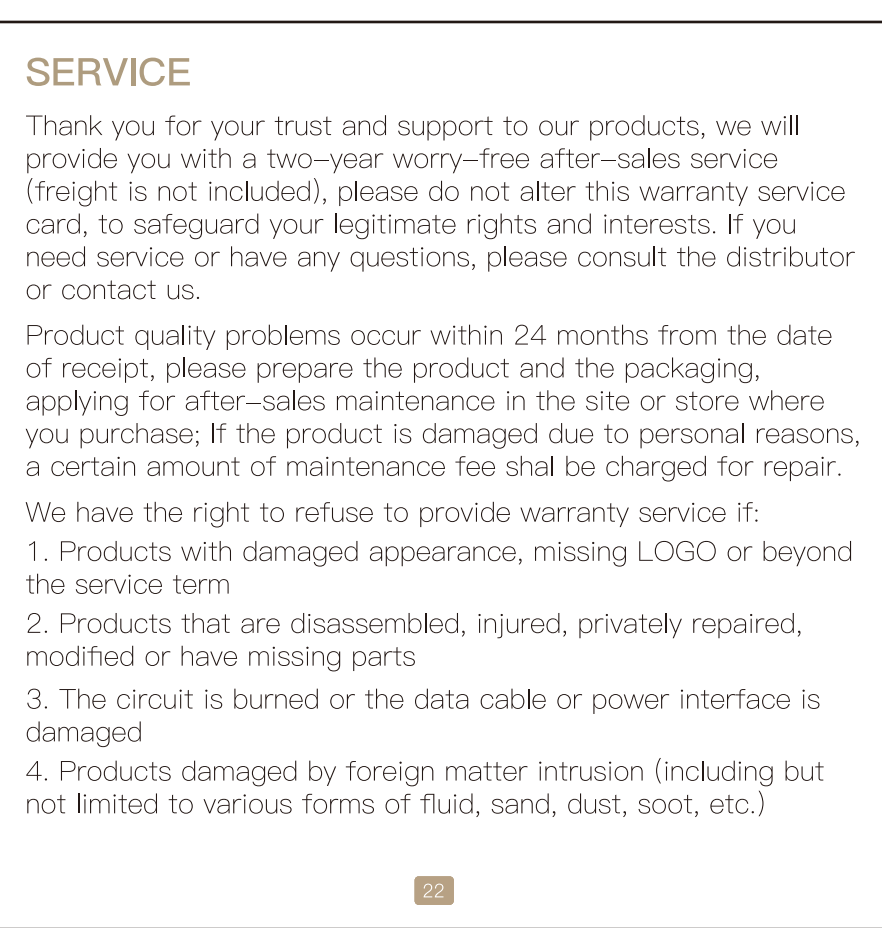 SERVICE
Thank you for your trust and support to our products, we will
provide you with a two–year worry–free after–sales service
(freight is not included), please do not alter this warranty service
card, to safeguard your legitimate rights and interests. If you
need service or have any questions, please consult the distributor
or contact us.
Product quality problems occur within 24 months from the date
of receipt, please prepare the product and the packaging,
applying for after–sales maintenance in the site or store where
you purchase; If the product is damaged due to personal reasons,
a certain amount of maintenance fee shal be charged for repair.
We have the right to refuse to provide warranty service if:
1. Products with damaged appearance, missing LOGO or beyond
the service term
2. Products that are disassembled, injured, privately repaired,
modified or have missing parts
3. The circuit is burned or the data cable or power interface is
damaged
4. Products damaged by foreign matter intrusion (including but
not limited to various forms of fluid, sand, dust, soot, etc.)
22